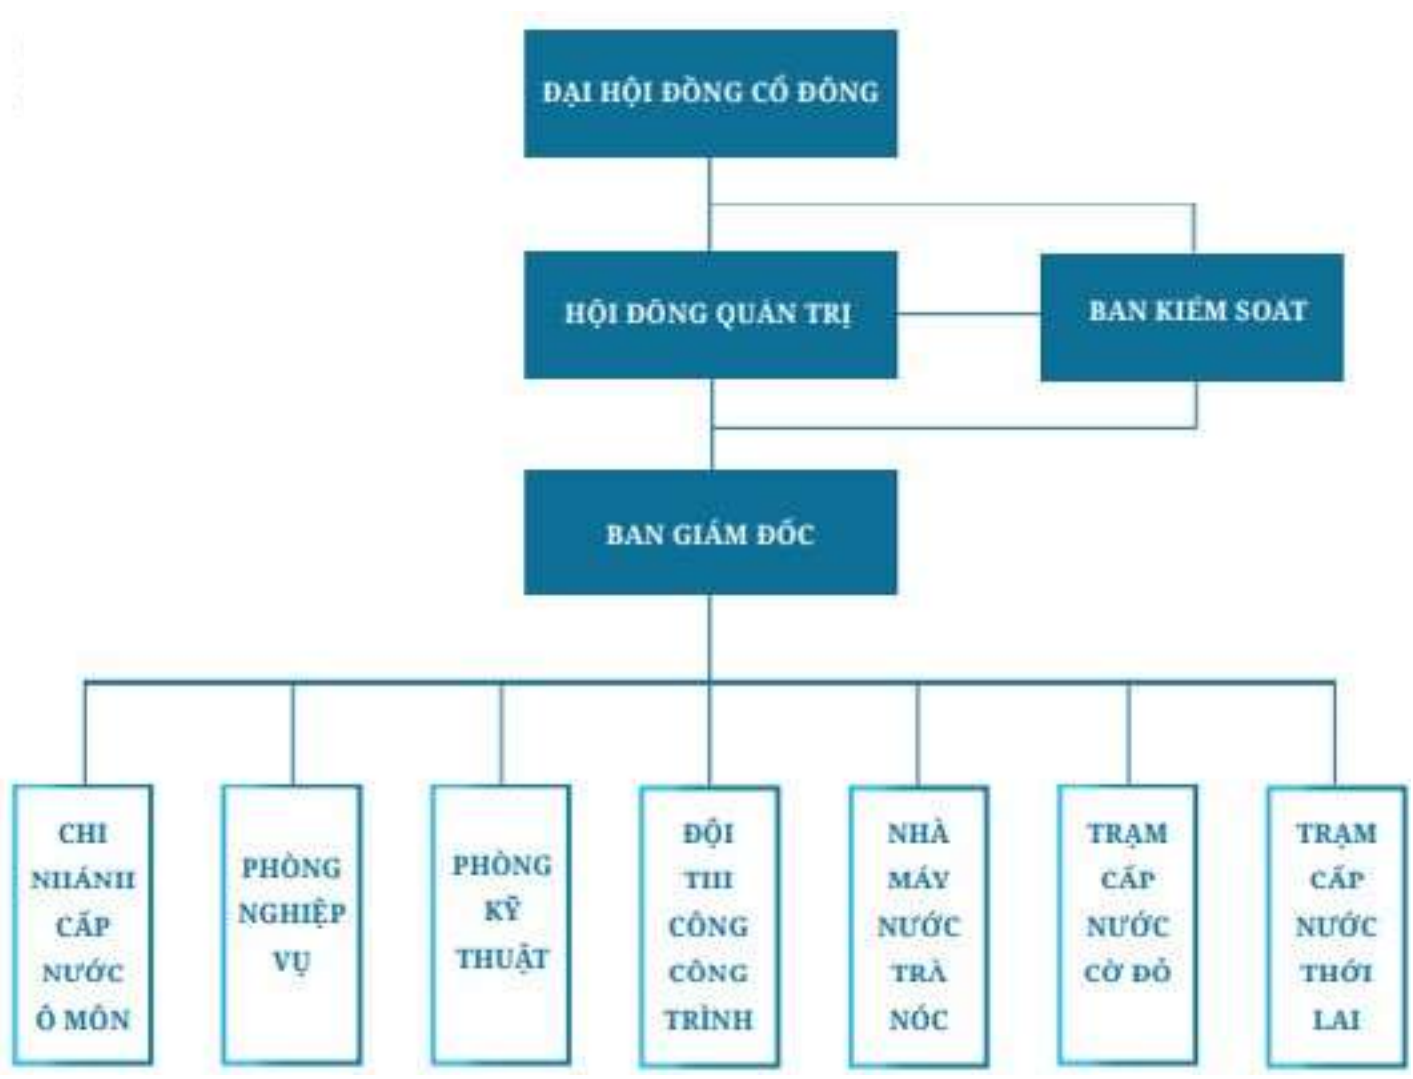 ĐẠI HỘI ĐỒNG CỔ ĐÔNG
HỘI ĐỒNG QUẢN TRỊ
BAN KIỂM SOÁT
BAN GIÁM ĐỐC
CHI
NHÁNH
CẤP
NƯỚC
Ô MÔN
PHÒNG
NGHIỆP
VỤ
PHÒNG
KỸ
THUẬT
ĐỘI
THI
CÔNG
CÔNG
TRÌNH
NHÀ
MÁY
NƯỚC
TRÀ
NÓC
TRẠM
CẤP
NƯỚC
CỜ ĐỎ
TRẠM
CẤP
NƯỚC
THỚI
LAI